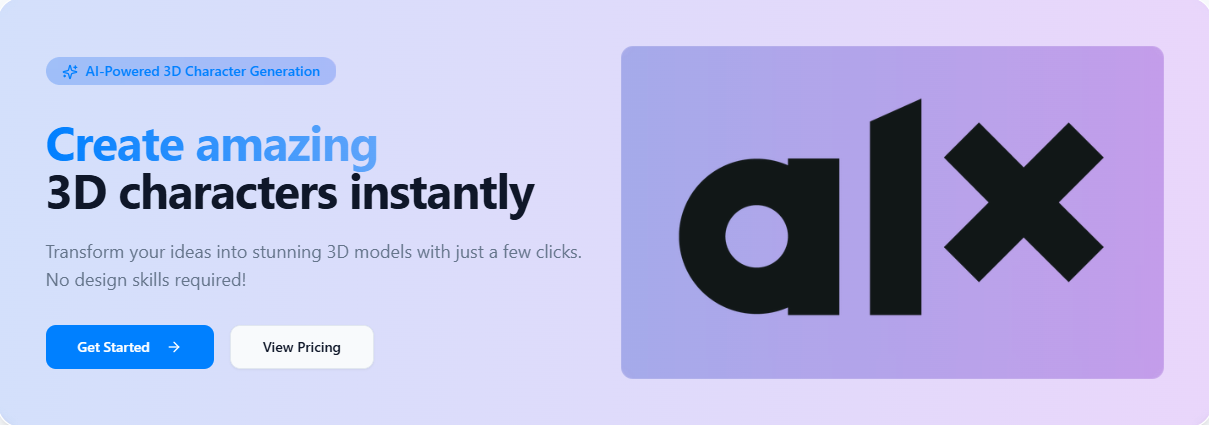 AI-Powered 3D Character Generation
Create amazing
3D characters instantly
Transform your ideas into stunning 3D models with just a few clicks.
No design skills required!
Get Started
View Pricing
alx